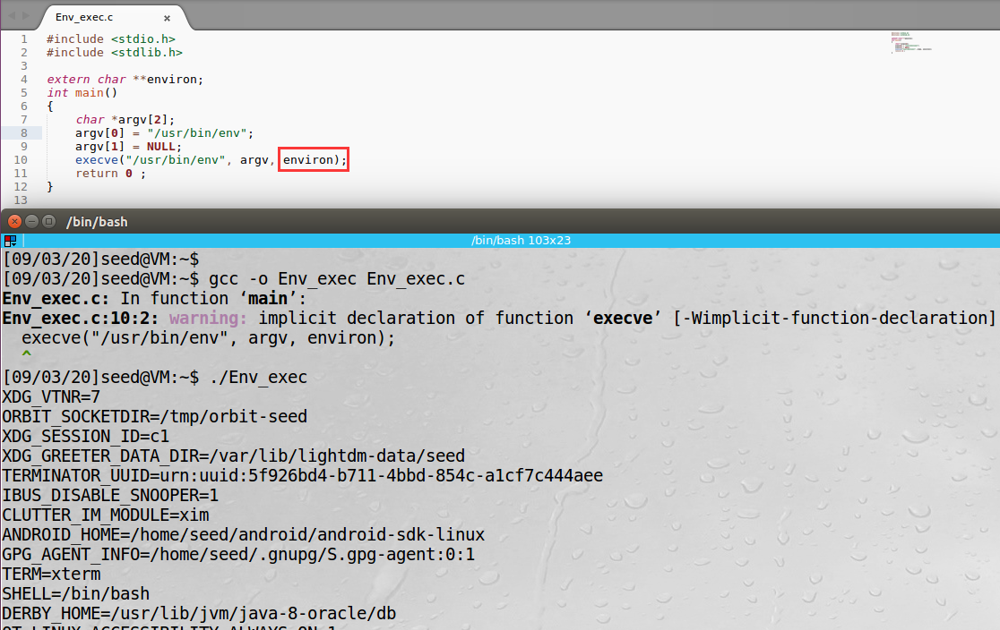 Env_exec.c ×
1 #include <stdio.h>
2 #include <stdlib.h>
3
4 extern char **environ;
5 int main()
6 {
7 char *argv[2];
8 argv[0] = "/usr/bin/env";
9 argv[1] = NULL;
10 execve("/usr/bin/env", argv, environ);
11 return 0 ;
12 }
13
/bin/bash
/bin/bash 103x23
[09/03/20]seed@VM:~$
[09/03/20]seed@VM:~$ gcc -o Env_exec Env_exec.c
Env_exec.c: In function ‘main’:
Env_exec.c:10:2: warning: implicit declaration of function ‘execve’ [-Wimplicit-function-declaration]
execve("/usr/bin/env", argv, environ);
^
[09/03/20]seed@VM:~$ ./Env_exec
XDG_VTNR=7
ORBIT_SOCKETDIR=/tmp/orbit-seed
XDG_SESSION_ID=c1
XDG_GREETER_DATA_DIR=/var/lib/lightdm-data/seed
TERMINATOR_UUID=urn:uuid:5f926bd4-b711-4bbd-854c-a1cf7c444aee
IBUS_DISABLE_SNOOPER=1
CLUTTER_IM_MODULE=xim
ANDROID_HOME=/home/seed/android/android-sdk-linux
GPG_AGENT_INFO=/home/seed/.gnupg/S.gpg-agent:0:1
TERM=xterm
SHELL=/bin/bash
DERBY_HOME=/usr/lib/jvm/java-8-oracle/db
QT_LINUX_ACCESSIBILITY_ALWAYS_ON=1